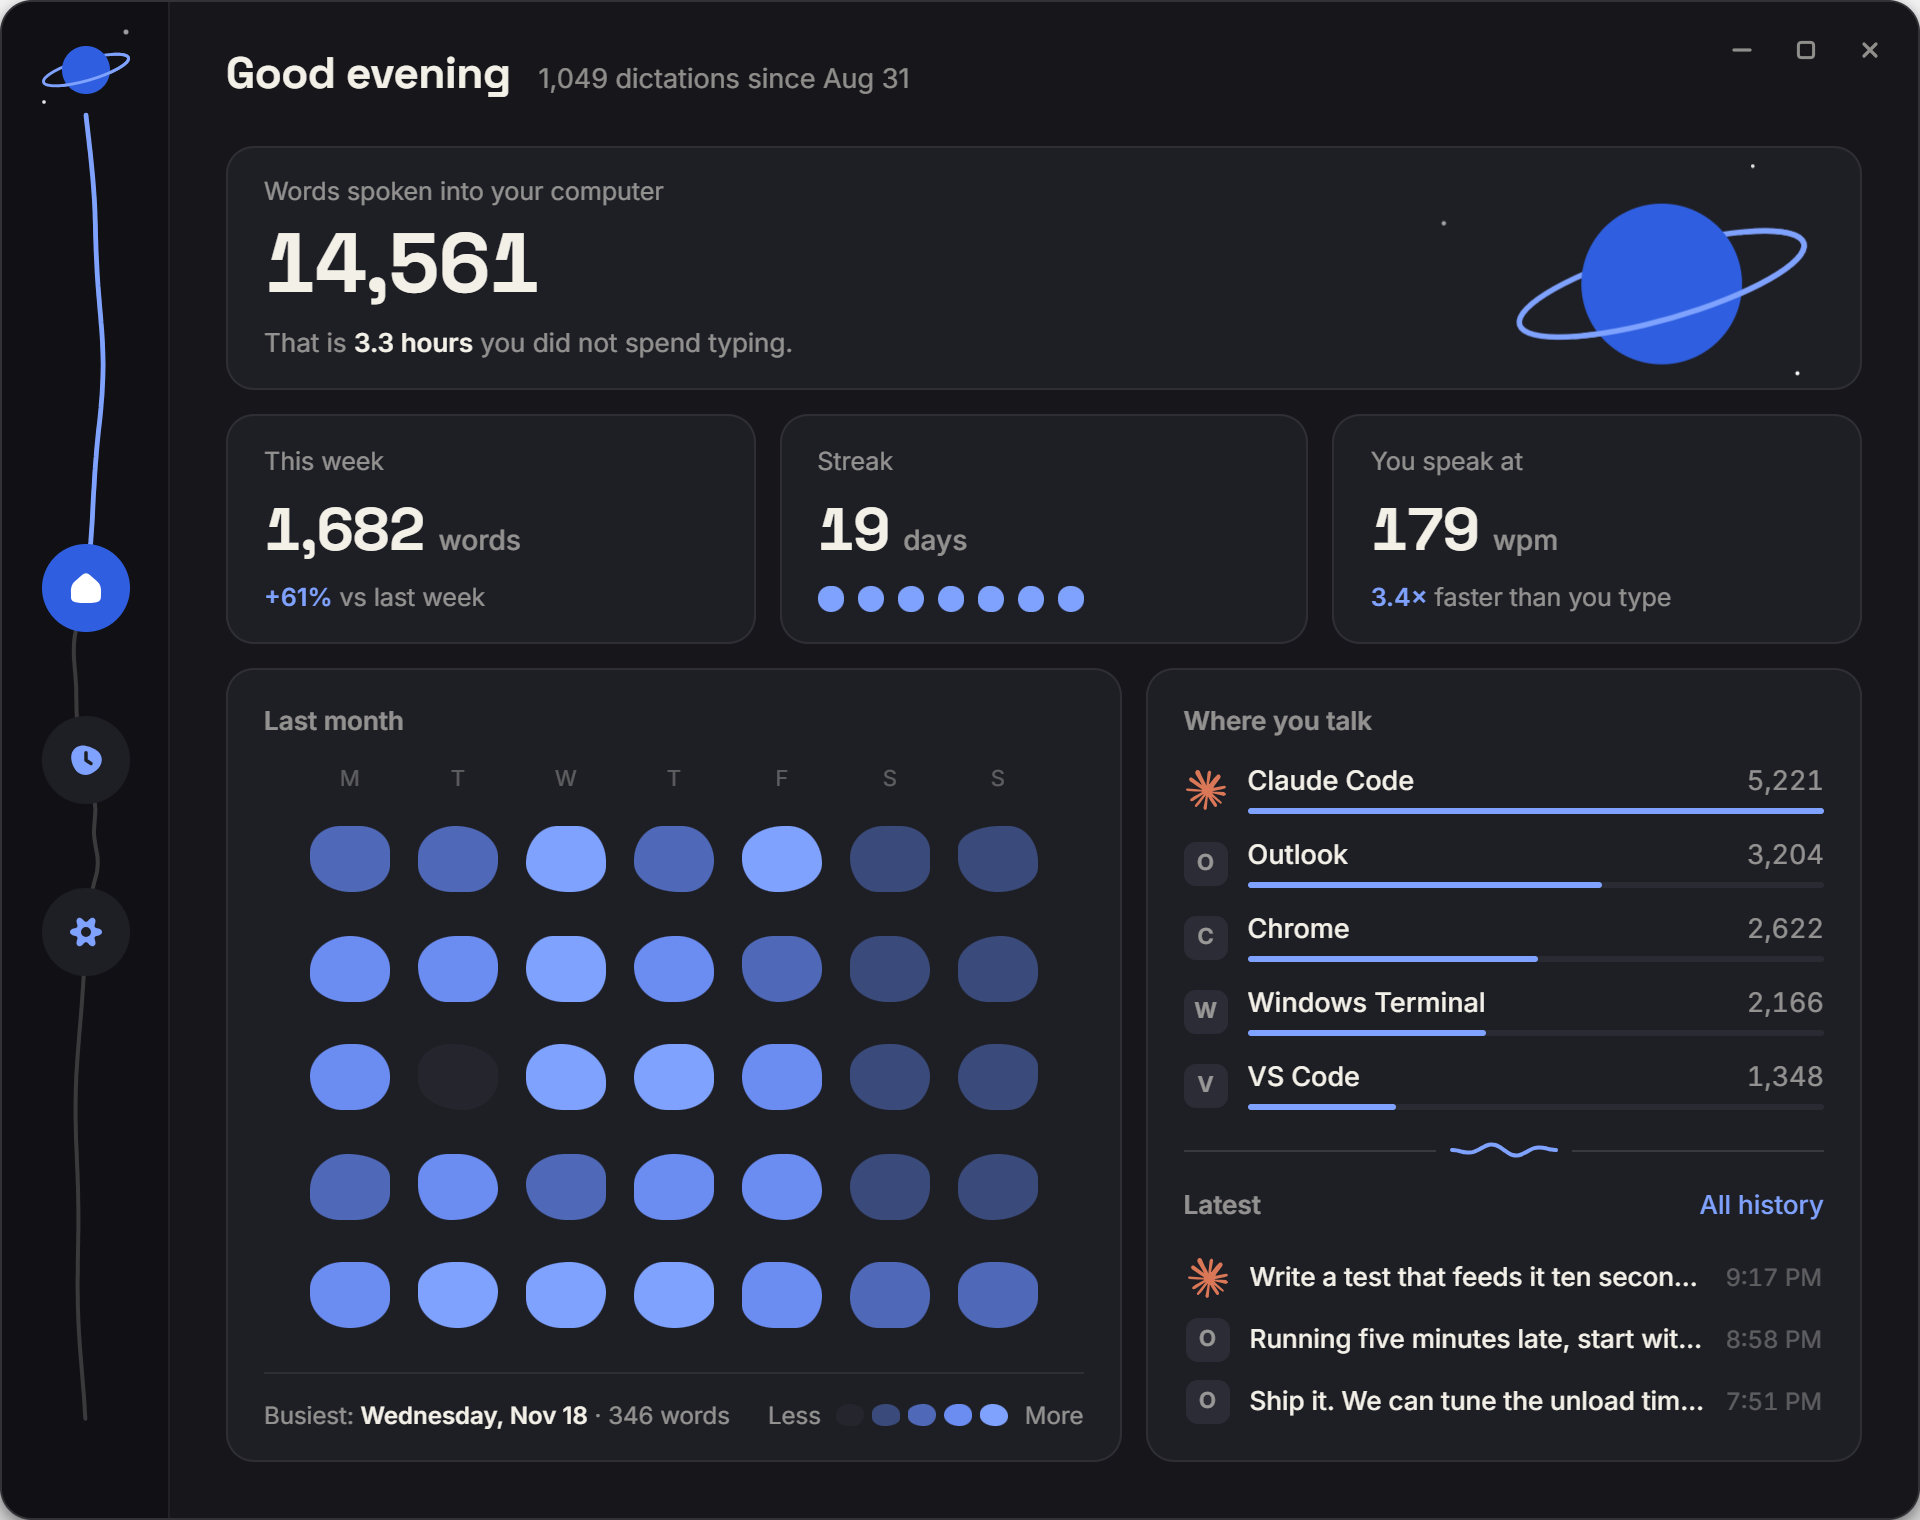 Good evening 1,049 dictations since Aug 31
Words spoken into your computer
14,561
That is 3.3 hours you did not spend typing.
This week
1,682 words
+61% vs last week
Streak
19 days
You speak at
179 wpm
3.4× faster than you type
Last month
M T W T F S S
Busiest: Wednesday, Nov 18 · 346 words Less More
Where you talk
Claude Code 5,221
O Outlook 3,204
C Chrome 2,622
W Windows Terminal 2,166
V VS Code 1,348
Latest All history
Write a test that feeds it ten secon... 9:17 PM
O Running five minutes late, start wit... 8:58 PM
O Ship it. We can tune the unload tim... 7:51 PM